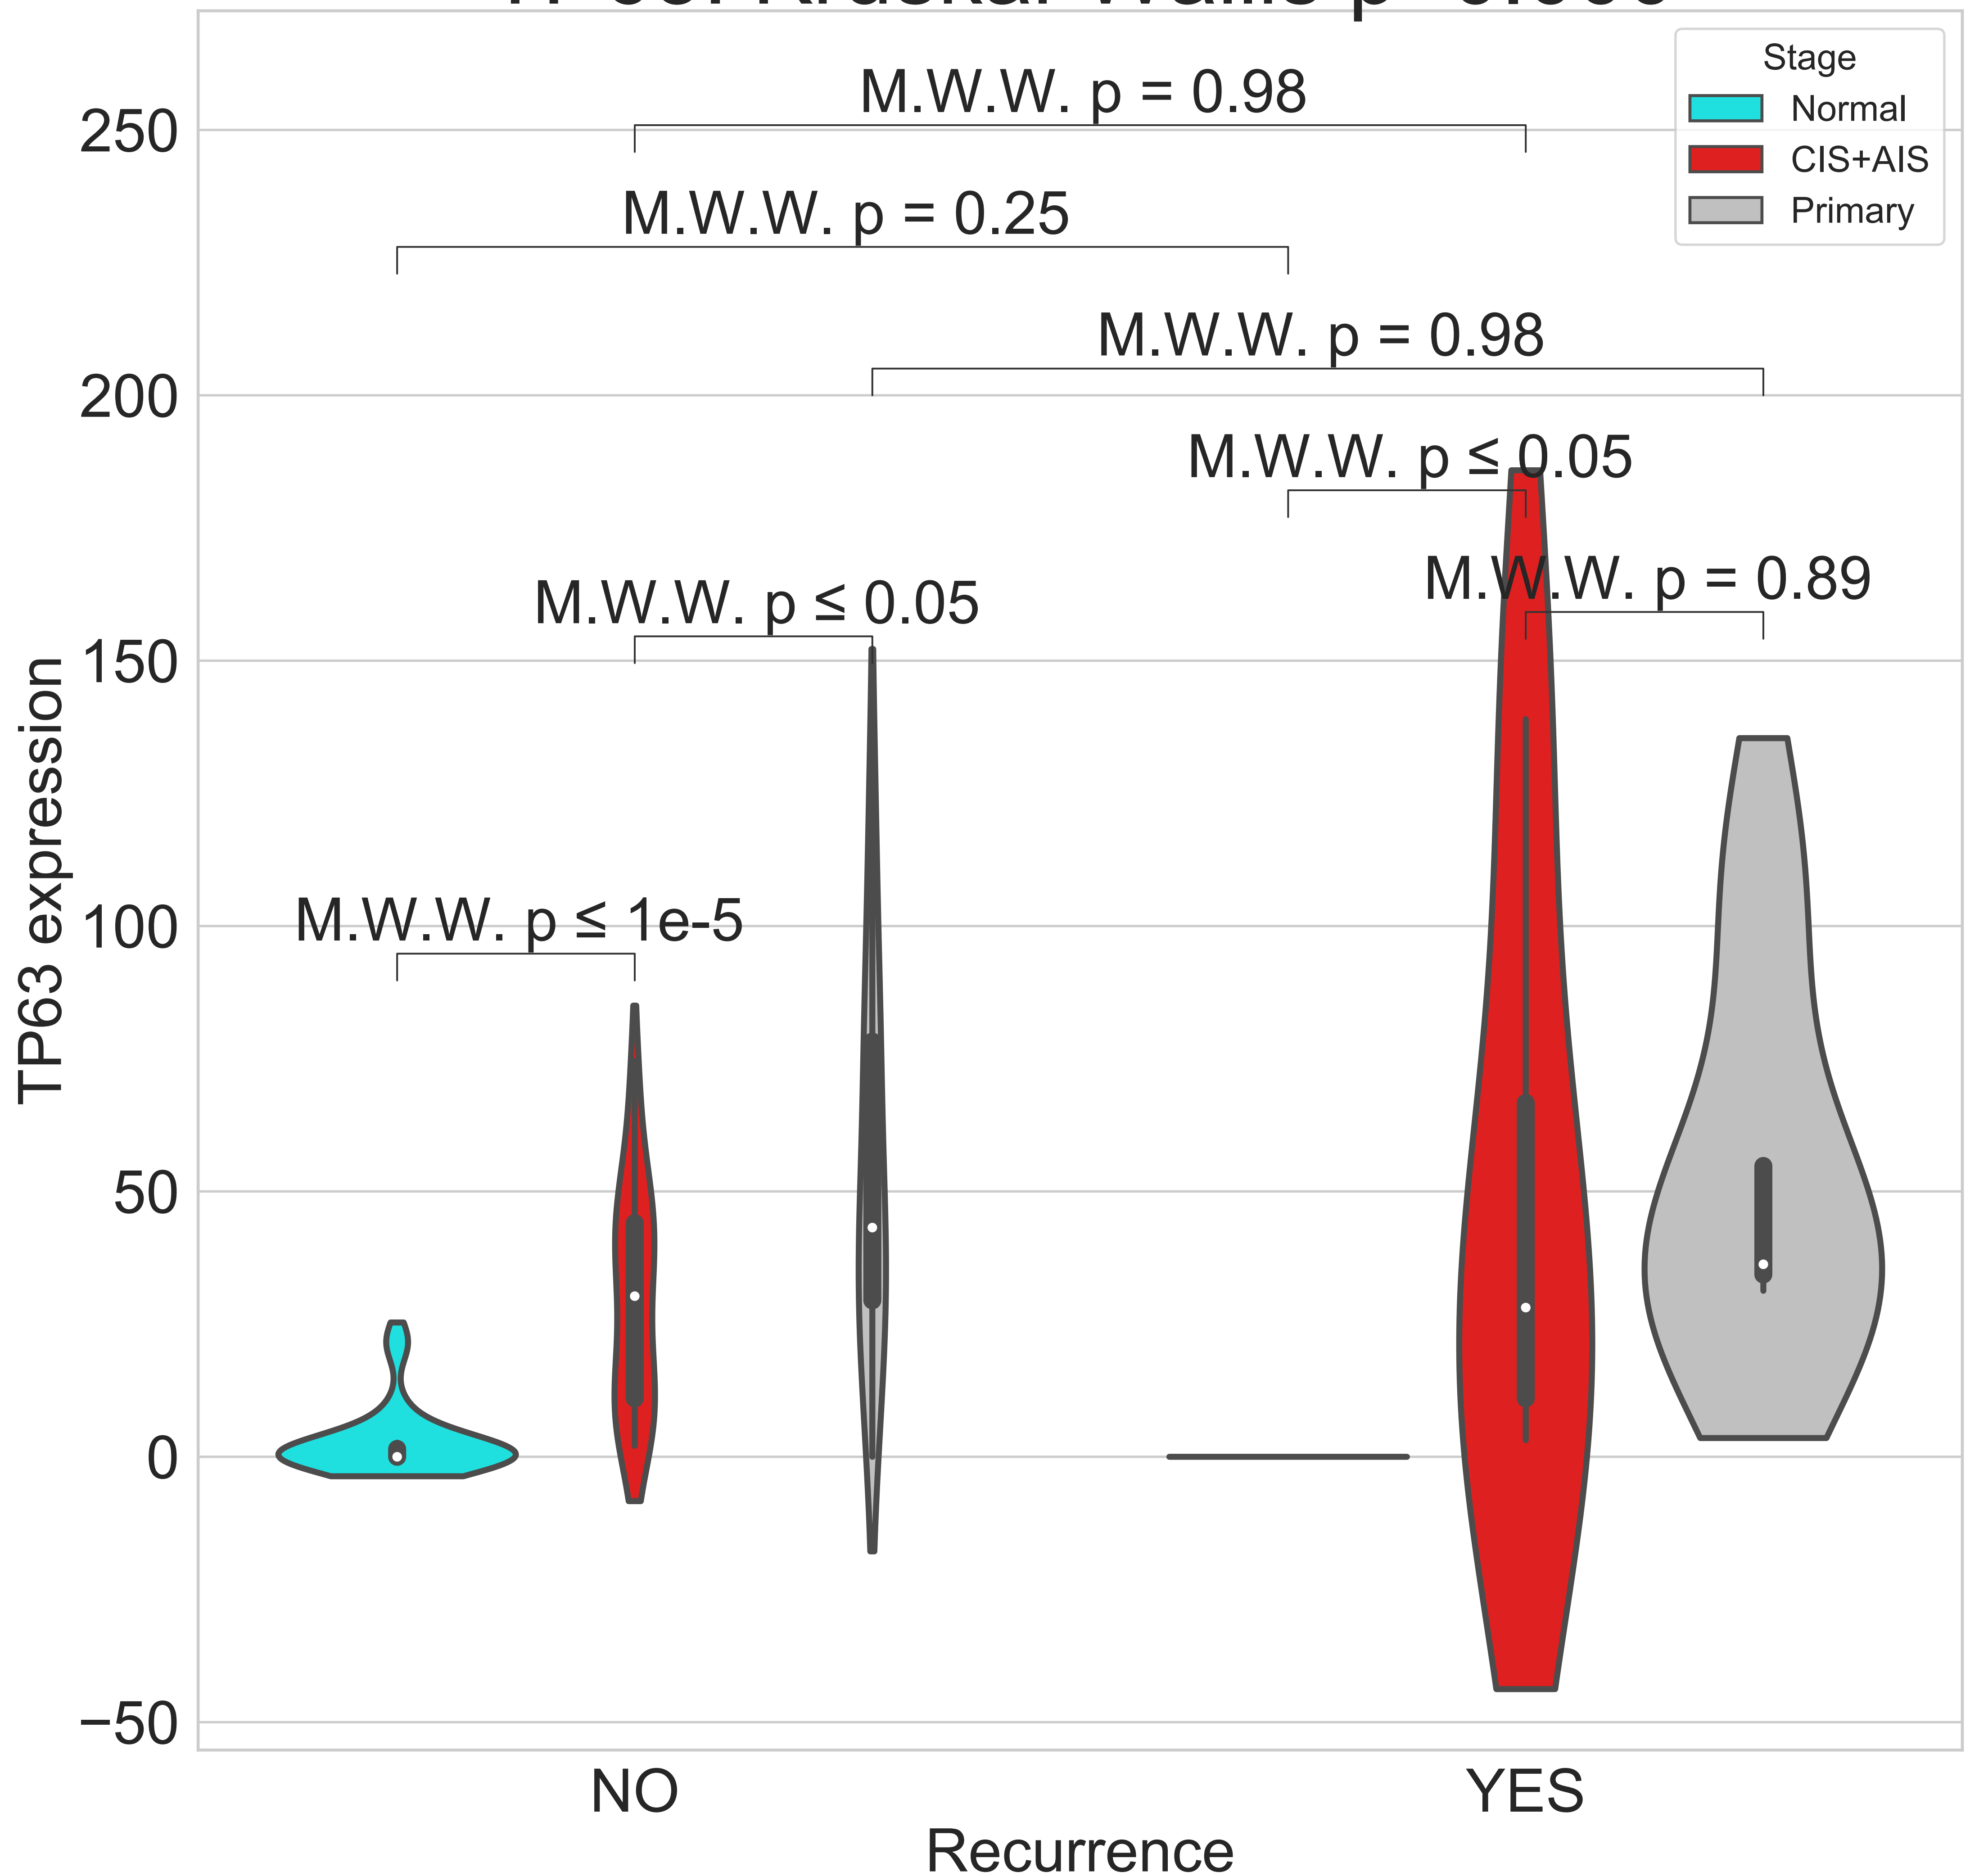 Stage
Normal
CIS+AIS
Primary
M.W.W. p = 0.98
M.W.W. p = 0.25
M.W.W. p = 0.98
M.W.W. p ≤ 0.05
M.W.W. p = 0.89
M.W.W. p ≤ 0.05
M.W.W. p ≤ 1e-5
TP63 expression
250
200
150
100
50
0
−50
NO
YES
Recurrence